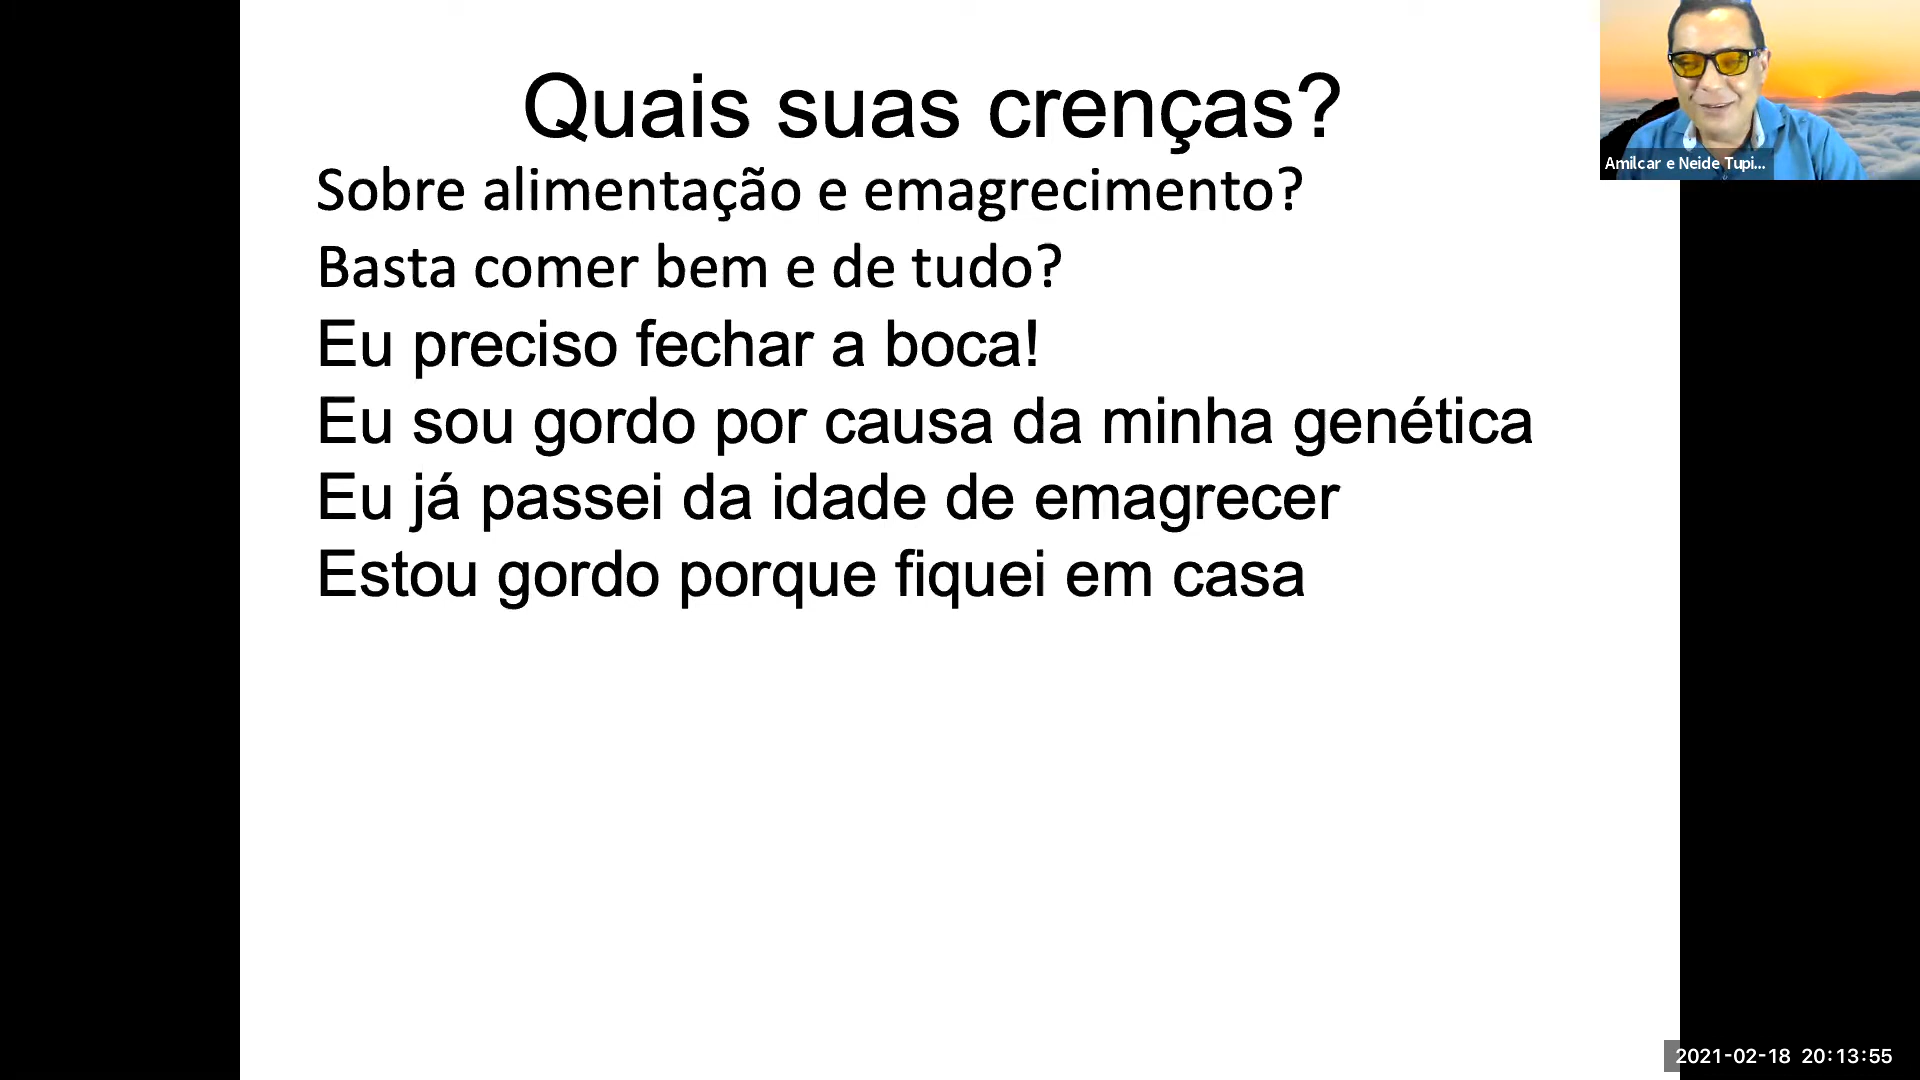 Quais suas crenças?
Sobre alimentação e emagrecimento?
Basta comer bem e de tudo?
Eu preciso fechar a boca!
Eu sou gordo por causa da minha genética
Eu já passei da idade de emagrecer
Estou gordo porque fiquei em casa
Amilcar e Neide Tupi...
2021-02-18 20:13:55